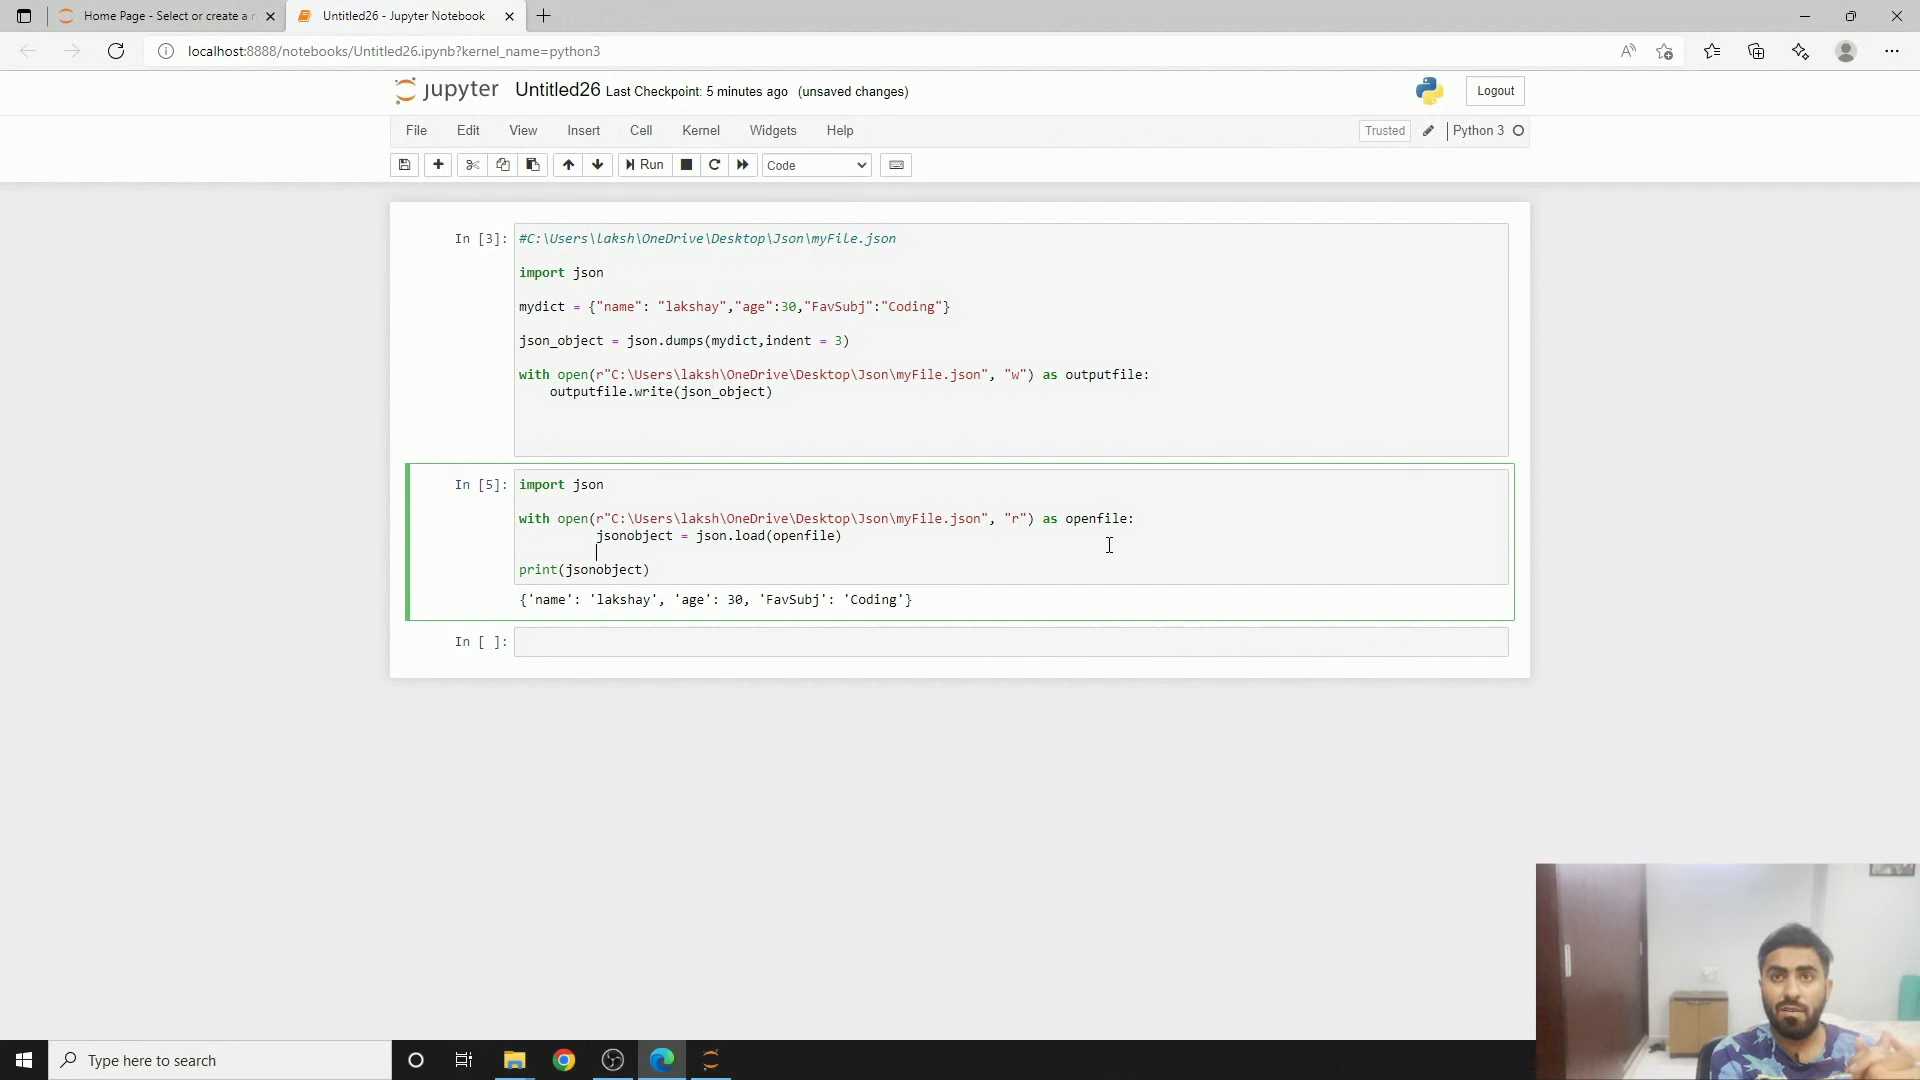 Home Page - Select or create a n
Untitled26 - Jupyter Notebook
localhost:8888/notebooks/Untitled26.ipynb?kernel_name=python3
jupyter Untitled26 Last Checkpoint: 5 minutes ago (unsaved changes)
Logout
File Edit View Insert Cell Kernel Widgets Help
Trusted Python 3
Run Code
In [3]: #C:\Users\laksh\OneDrive\Desktop\Json\myFile.json
import json
mydict = {"name": "lakshay","age":30,"FavSubj":"Coding"}
json_object = json.dumps(mydict,indent = 3)
with open(r"C:\Users\laksh\OneDrive\Desktop\Json\myFile.json", "w") as outputfile:
    outputfile.write(json_object)
In [5]: import json
with open(r"C:\Users\laksh\OneDrive\Desktop\Json\myFile.json", "r") as openfile:
          jsonobject = json.load(openfile)
print(jsonobject)
{'name': 'lakshay', 'age': 30, 'FavSubj': 'Coding'}
In [ ]:
Type here to search